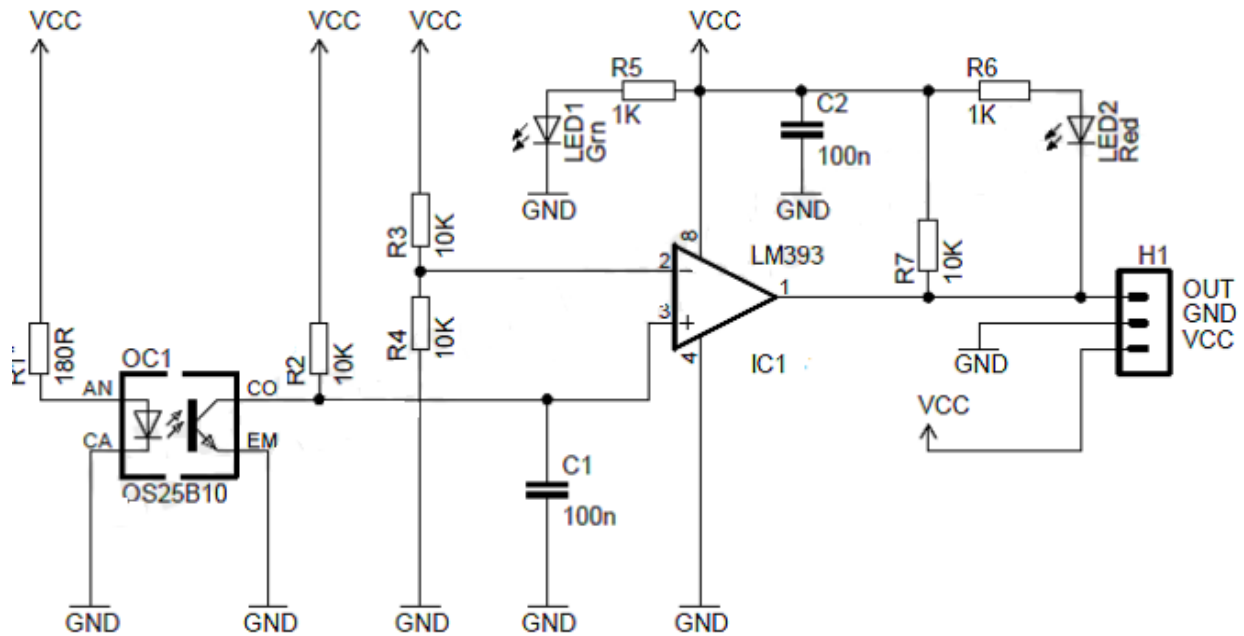 VCC
VCC
VCC
VCC
R5
1K
LED1
Grn
GND
C2
100n
GND
R6
1K
LED2
Red
R3
10K
R4
10K
2
3
8
4
1
LM393
IC1
R7
10K
H1
OUT
GND
VCC
GND
VCC
180R
OC1
AN
CA
CO
EM
OS25B10
R2
10K
C1
100n
GND
GND
GND
GND
GND